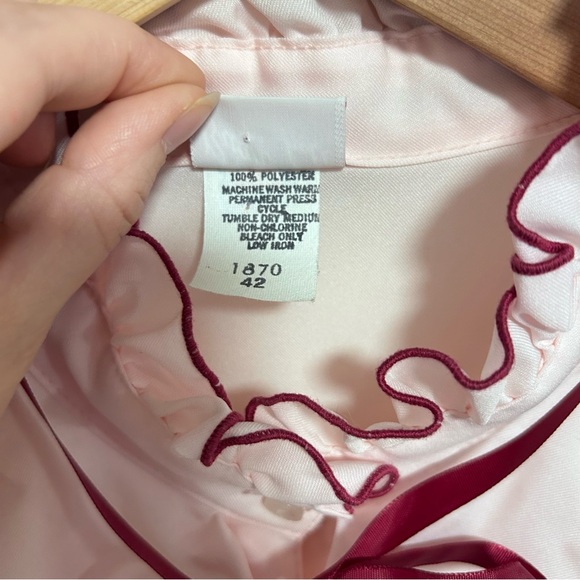 100% POLYESTER
MACHINE WASH WARM
PERMANENT PRESS
CYCLE
TUMBLE DRY MEDIUM
NON-CHLORINE
BLEACH ONLY
LOW IRON
1870
42